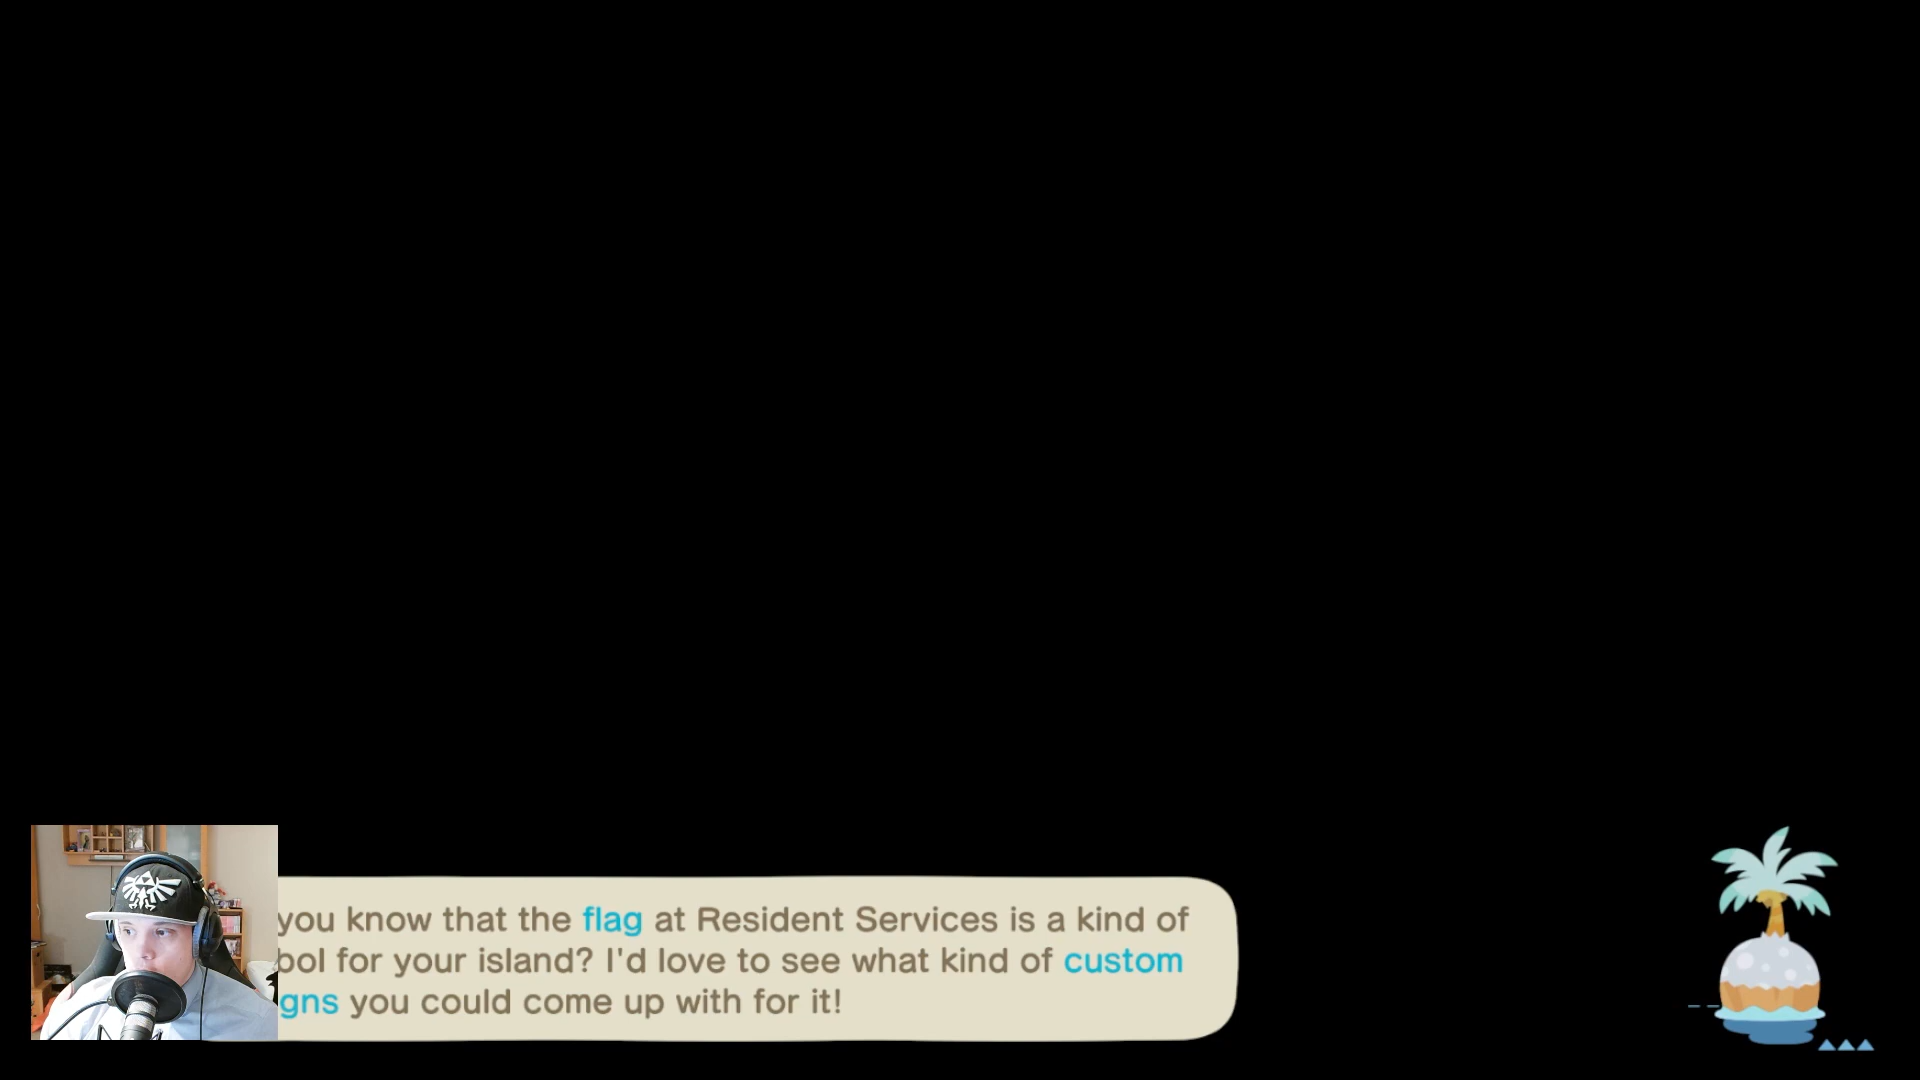 you know that the flag at Resident Services is a kind of
bol for your island? I'd love to see what kind of custom
gns you could come up with for it!